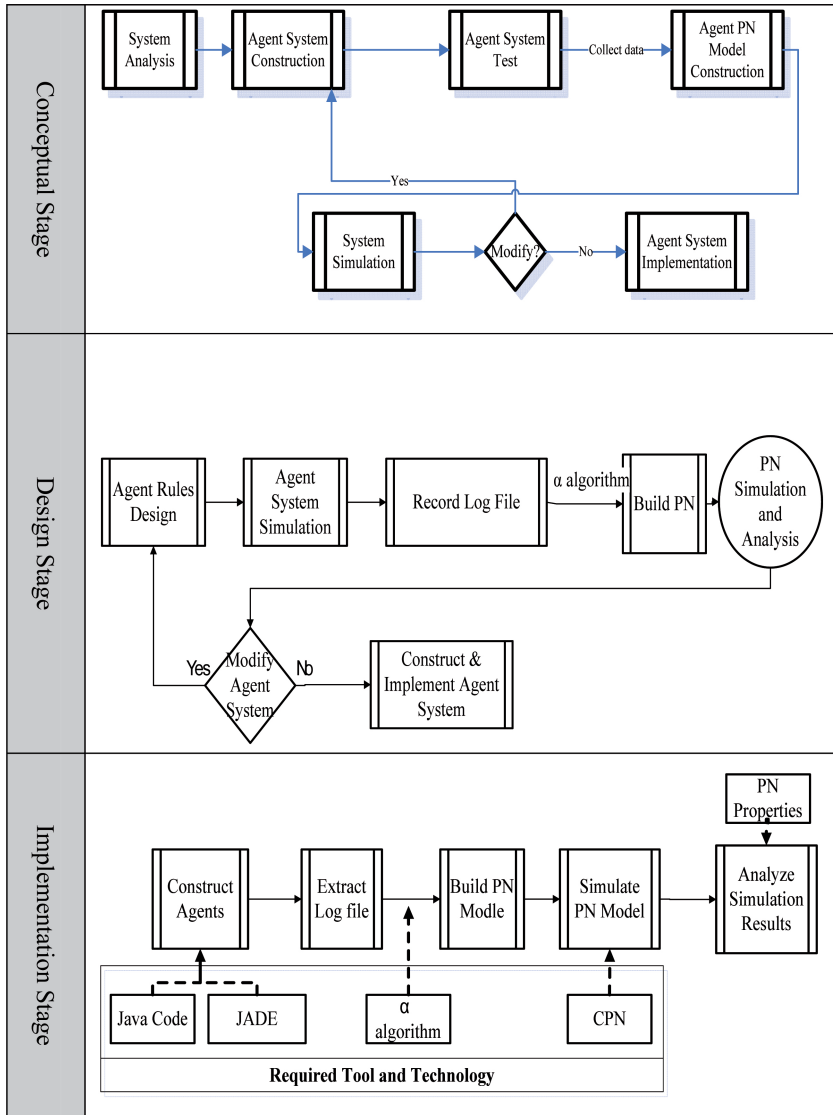 Conceptual Stage
System
Analysis
Agent System
Construction
Agent System
Test
Collect data
Agent PN
Model
Construction
Yes
System
Simulation
Modify?
No
Agent System
Implementation
Design Stage
Agent Rules
Design
Agent
System
Simulation
Record Log File
α algorithm
Build PN
PN
Simulation
and
Analysis
Yes
Modify
Agent
System
No
Construct &
Implement Agent
System
Implementation Stage
PN
Properties
Construct
Agents
Extract
Log file
Build PN
Modle
Simulate
PN Model
Analyze
Simulation
Results
Java Code
JADE
α
algorithm
CPN
Required Tool and Technology